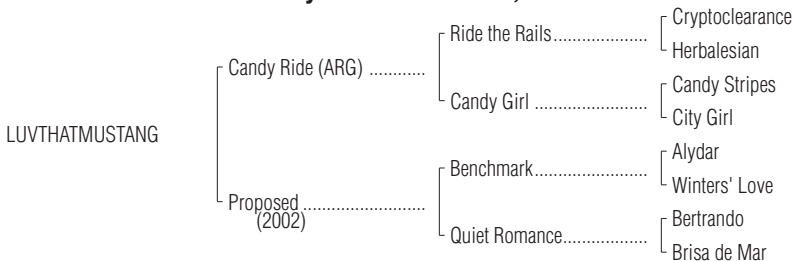 Cryptoclearance
Ride the Rails....................
Herbalesian
Candy Ride (ARG) ............
Candy Stripes
Candy Girl ........................
City Girl
LUVTHATMUSTANG
Alydar
Benchmark........................
Winters' Love
Proposed ..........................
(2002)
Bertrando
Quiet Romance..................
Brisa de Mar